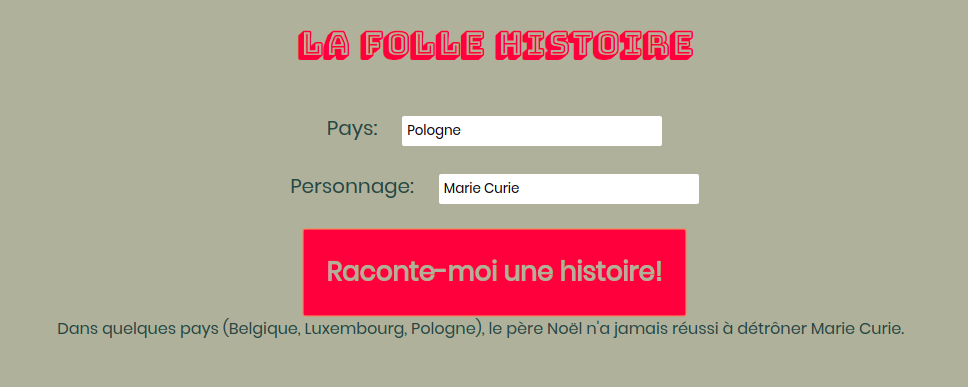 LA FOLLE HISTOIRE
Pays: Pologne
Personnage: Marie Curie
Raconte-moi une histoire!
Dans quelques pays (Belgique, Luxembourg, Pologne), le père Noël n'a jamais réussi à détrôner Marie Curie.